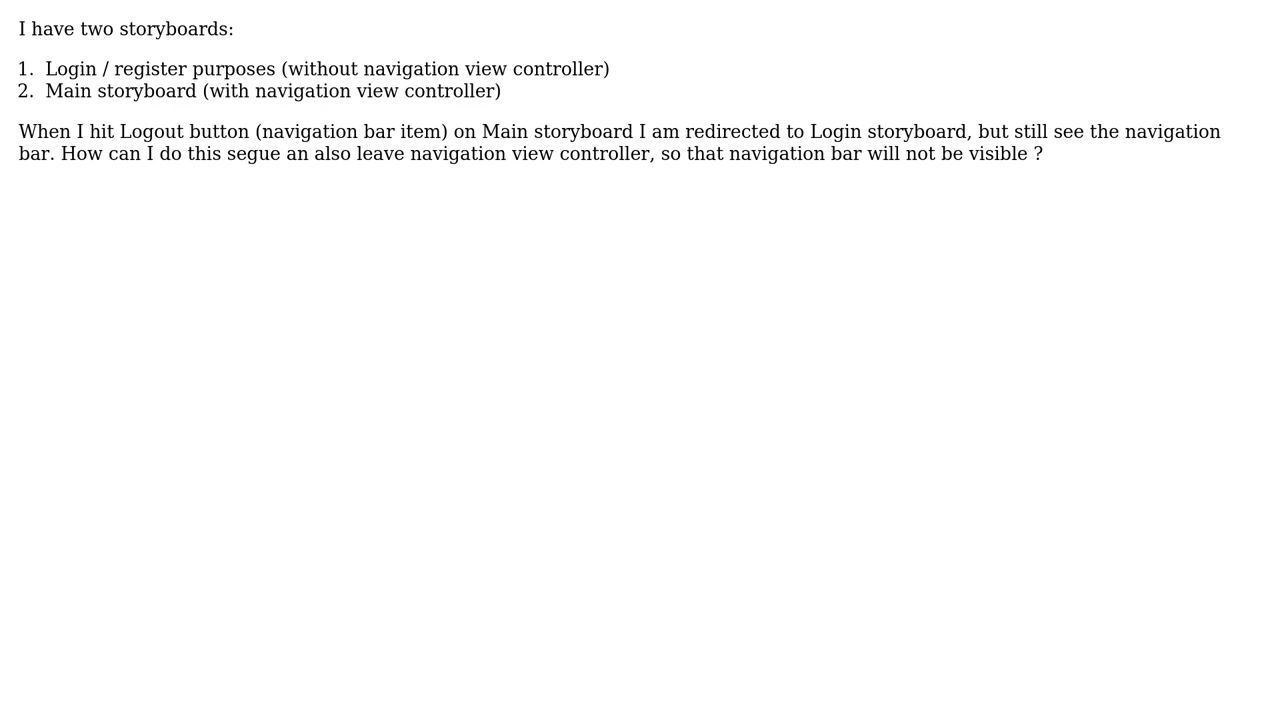 I have two storyboards:
1. Login / register purposes (without navigation view controller)
2. Main storyboard (with navigation view controller)
When I hit Logout button (navigation bar item) on Main storyboard I am redirected to Login storyboard, but still see the navigation
bar. How can I do this segue an also leave navigation view controller, so that navigation bar will not be visible ?